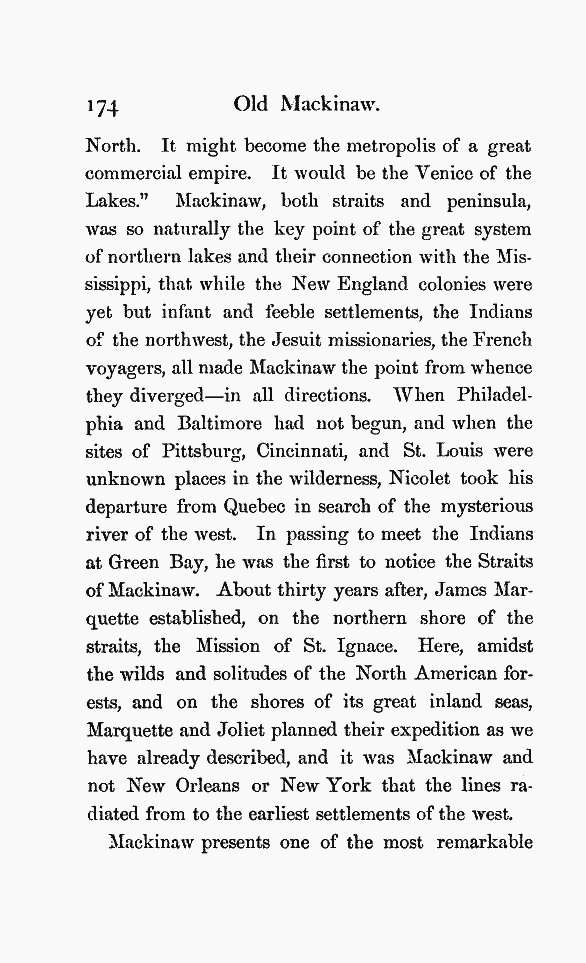 174 Old Mackinaw.
North. It might become the metropolis of a great
commercial empire. It would be the Venice of the
Lakes." Mackinaw, both straits and peninsula,
was so naturally the key point of the great system
of northern lakes and their connection with the Mis-
sissippi, that while the New England colonies were
yet but infant and feeble settlements, the Indians
of the northwest, the Jesuit missionaries, the French
voyagers, all made Mackinaw the point from whence
they diverged—in all directions. When Philadel-
phia and Baltimore had not begun, and when the
sites of Pittsburg, Cincinnati, and St. Louis were
unknown places in the wilderness, Nicolet took his
departure from Quebec in search of the mysterious
river of the west. In passing to meet the Indians
at Green Bay, he was the first to notice the Straits
of Mackinaw. About thirty years after, James Mar-
quette established, on the northern shore of the
straits, the Mission of St. Ignace. Here, amidst
the wilds and solitudes of the North American for-
ests, and on the shores of its great inland seas,
Marquette and Joliet planned their expedition as we
have already described, and it was Mackinaw and
not New Orleans or New York that the lines ra-
diated from to the earliest settlements of the west.
Mackinaw presents one of the most remarkable